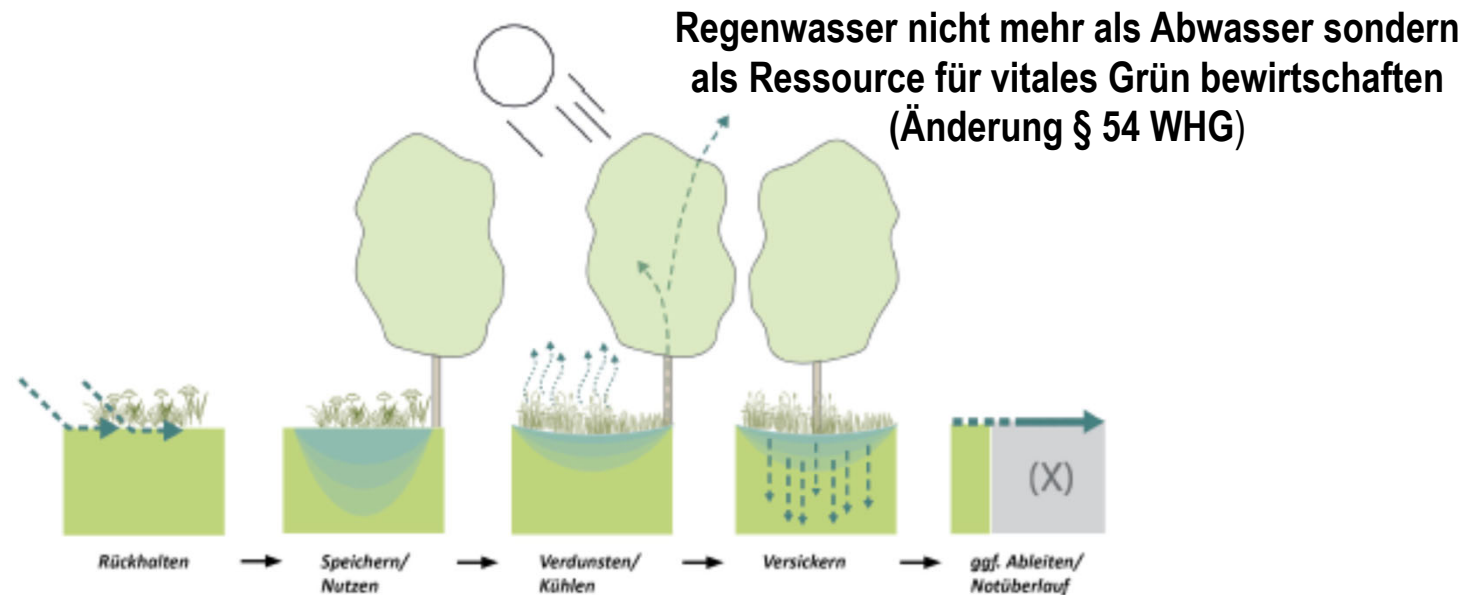 Regenwasser nicht mehr als Abwasser sondern
als Ressource für vitales Grün bewirtschaften
(Änderung § 54 WHG)
(X)
Rückhalten
Speichern/
Nutzen
Verdunsten/
Kühlen
Versickern
ggf. Ableiten/
Notüberlauf